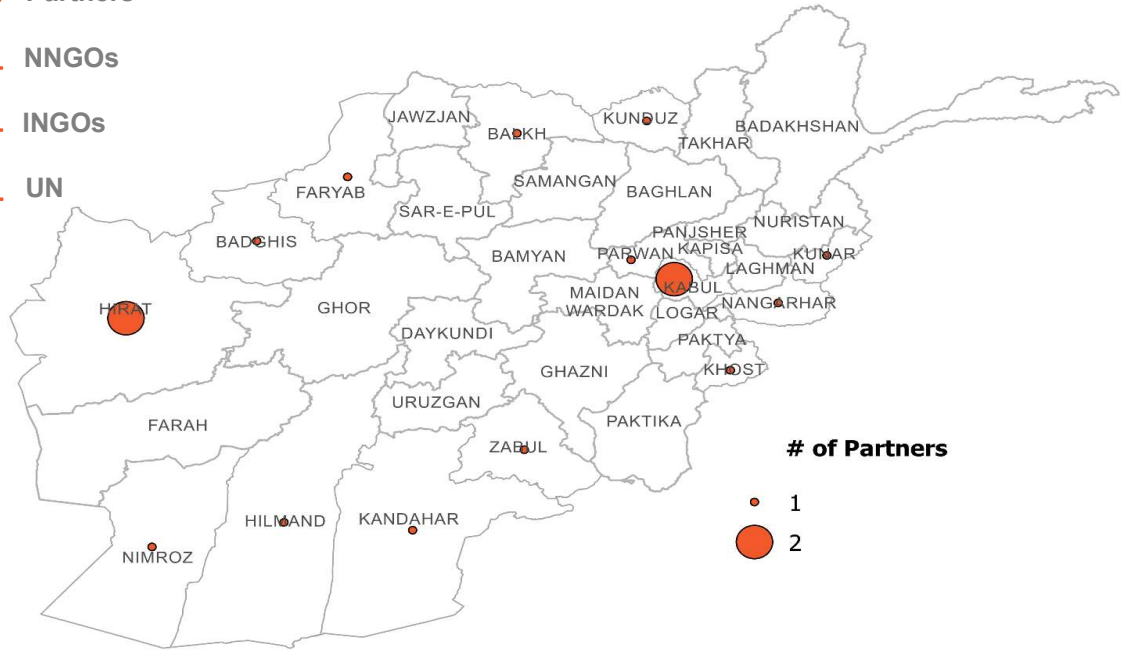 Partners
NNGOs
INGOs
UN
JAWZJAN
BALKH
KUNDUZ
TAKHAR
BADAKHSHAN
FARYAB
SAMANGAN
BAGHLAN
SAR-E-PUL
NURISTAN
PANJSHER
BADGHIS
BAMYAN
PARWAN
KAPISA
KUNAR
LAGHMAN
HIRAT
GHOR
MAIDAN
WARDAK
KABUL
LOGAR
NANGARHAR
DAYKUNDI
PAKTYA
GHAZNI
KHOST
URUZGAN
FARAH
PAKTIKA
ZABUL
# of Partners
1
2
HILMAND
KANDAHAR
NIMROZ